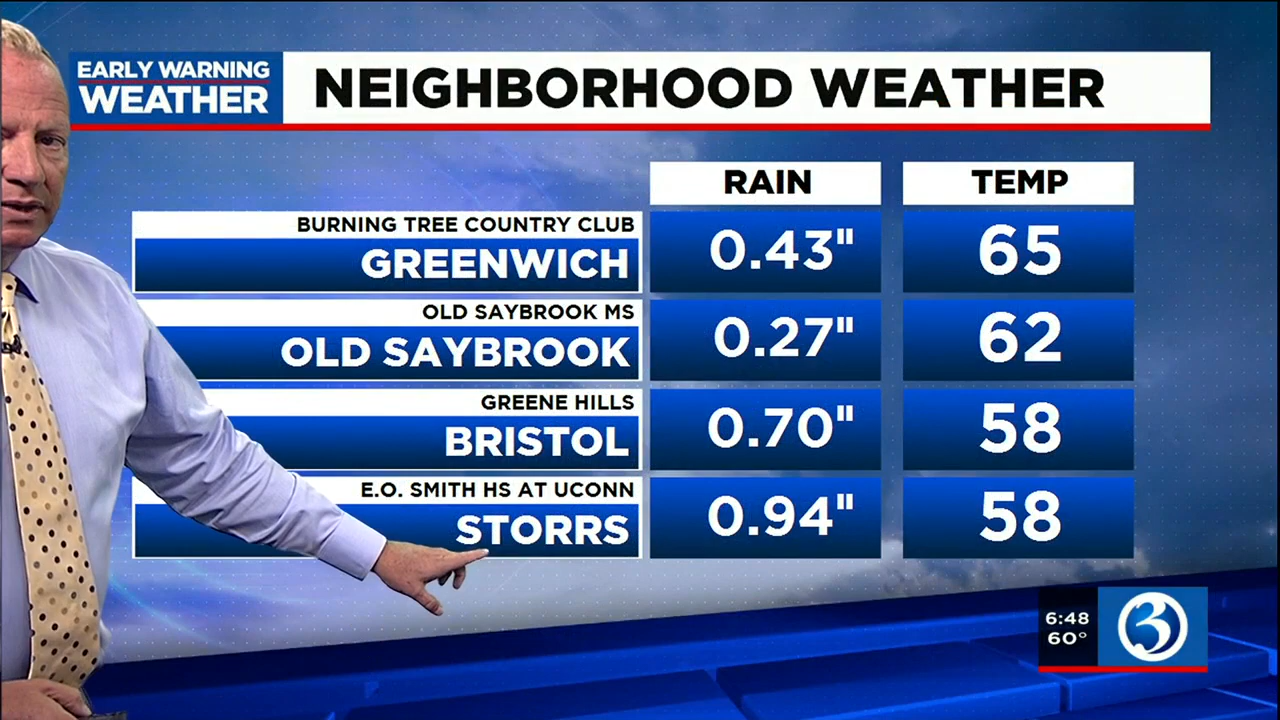 EARLY WARNING
WEATHER
NEIGHBORHOOD WEATHER
RAIN
TEMP
BURNING TREE COUNTRY CLUB
GREENWICH
0.43"
65
OLD SAYBROOK MS
OLD SAYBROOK
0.27"
62
GREENE HILLS
BRISTOL
0.70"
58
E.O. SMITH HS AT UCONN
STORRS
0.94"
58
6:48
60°
3